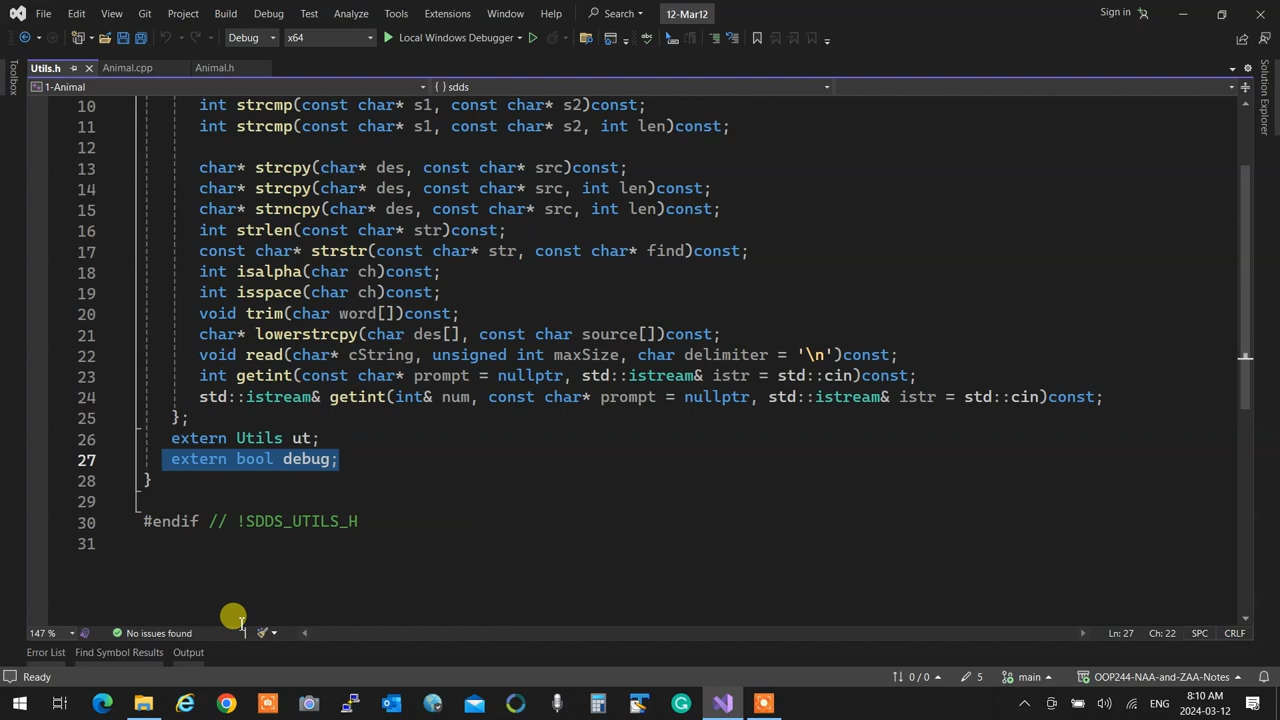 File Edit View Git Project Build Debug Test Analyze Tools Extensions Window Help Search 12-Mar12 Sign in
Debug x64 Local Windows Debugger
Toolbox
Utils.h Animal.cpp Animal.h
Solution Explorer
1-Animal { } sdds
10 int strcmp(const char* s1, const char* s2)const;
11 int strcmp(const char* s1, const char* s2, int len)const;
12
13 char* strcpy(char* des, const char* src)const;
14 char* strcpy(char* des, const char* src, int len)const;
15 char* strncpy(char* des, const char* src, int len)const;
16 int strlen(const char* str)const;
17 const char* strstr(const char* str, const char* find)const;
18 int isalpha(char ch)const;
19 int isspace(char ch)const;
20 void trim(char word[])const;
21 char* lowerstrcpy(char des[], const char source[])const;
22 void read(char* cString, unsigned int maxSize, char delimiter = '\n')const;
23 int getint(const char* prompt = nullptr, std::istream& istr = std::cin)const;
24 std::istream& getint(int& num, const char* prompt = nullptr, std::istream& istr = std::cin)const;
25 };
26 extern Utils ut;
27 extern bool debug;
28 }
29
30 #endif // !SDDS_UTILS_H
31
147 % No issues found Ln: 27 Ch: 22 SPC CRLF
Error List Find Symbol Results Output
Ready 0 / 0 5 main OOP244-NAA-and-ZAA-Notes
ENG 8:10 AM
2024-03-12